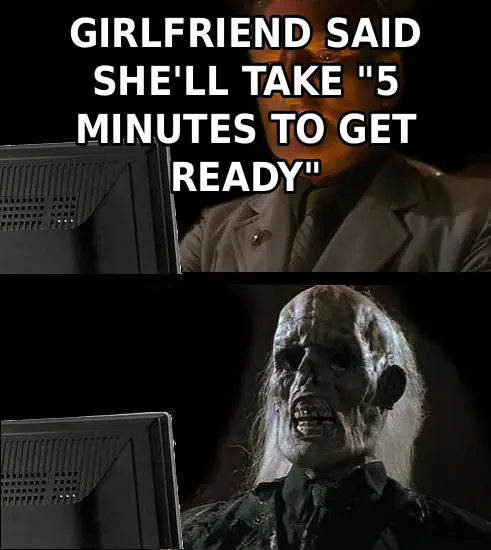 GIRLFRIEND SAID
SHE'LL TAKE "5
MINUTES TO GET
READY"